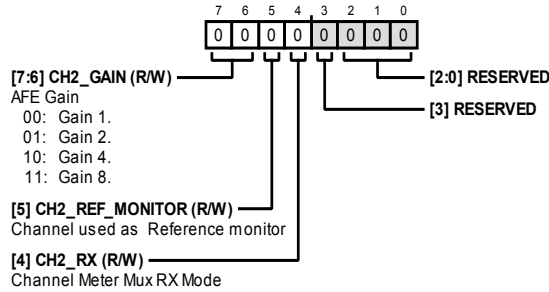 7 6 5 4 3 2 1 0
0 0 0 0 0 0 0 0
[7:6] CH2_GAIN (R/W)
AFE Gain
00: Gain 1.
01: Gain 2.
10: Gain 4.
11: Gain 8.
[5] CH2_REF_MONITOR (R/W)
Channel used as Reference monitor
[4] CH2_RX (R/W)
Channel Meter Mux RX Mode
[2:0] RESERVED
[3] RESERVED